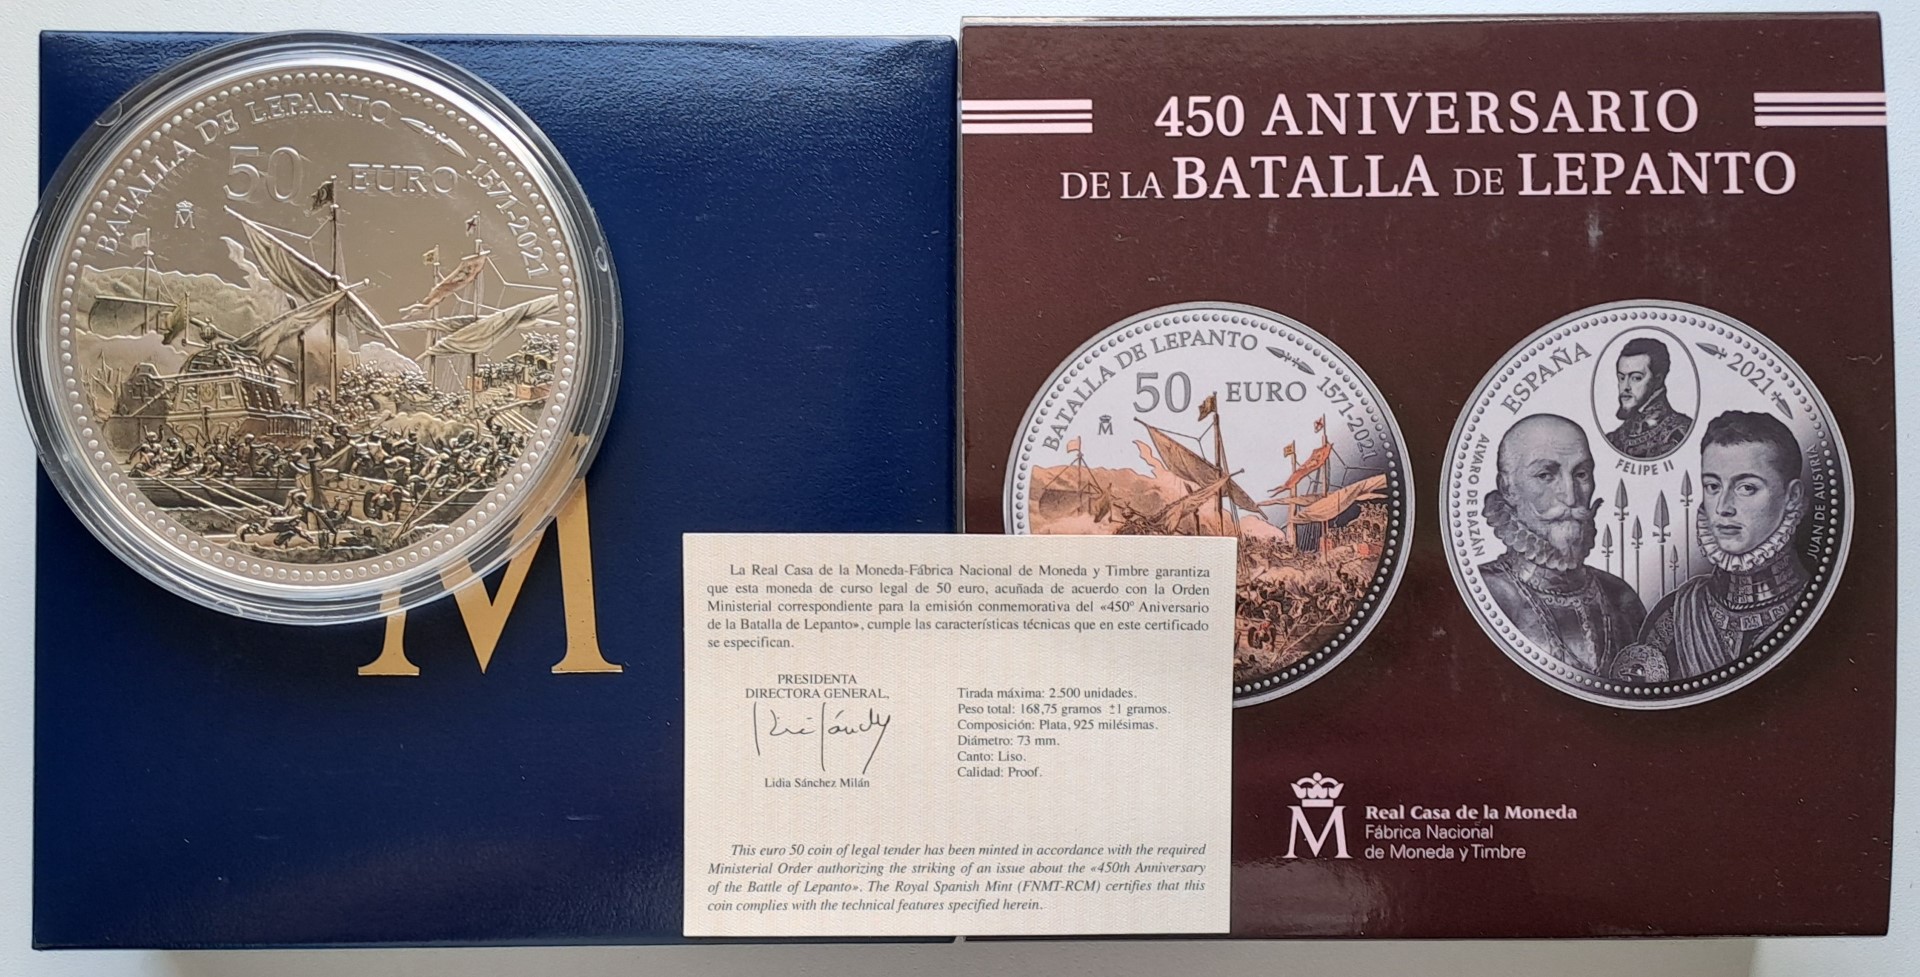 BATALLA DE LEPANTO 1571-2021
50 EURO
M
M
450 ANIVERSARIO
DE LA BATALLA DE LEPANTO
BATALLA DE LEPANTO 1571-2021
50 EURO
M
ESPAÑA 2021
FELIPE II
ALVARO DE BAZÁN
JUAN DE AUSTRIA
La Real Casa de la Moneda-Fábrica Nacional de Moneda y Timbre garantiza
que esta moneda de curso legal de 50 euro, acuñada de acuerdo con la Orden
Ministerial correspondiente para la emisión conmemorativa del «450º Aniversario
de la Batalla de Lepanto», cumple las características técnicas que en este certificado
se especifican.
PRESIDENTA
DIRECTORA GENERAL,
Lidia Sánchez Milán
Tirada máxima: 2.500 unidades.
Peso total: 168,75 gramos ±1 gramos.
Composición: Plata, 925 milésimas.
Diámetro: 73 mm.
Canto: Liso.
Calidad: Proof.
This euro 50 coin of legal tender has been minted in accordance with the required
Ministerial Order authorizing the striking of an issue about the «450th Anniversary
of the Battle of Lepanto». The Royal Spanish Mint (FNMT-RCM) certifies that this
coin complies with the technical features specified herein.
M
Real Casa de la Moneda
Fábrica Nacional
de Moneda y Timbre